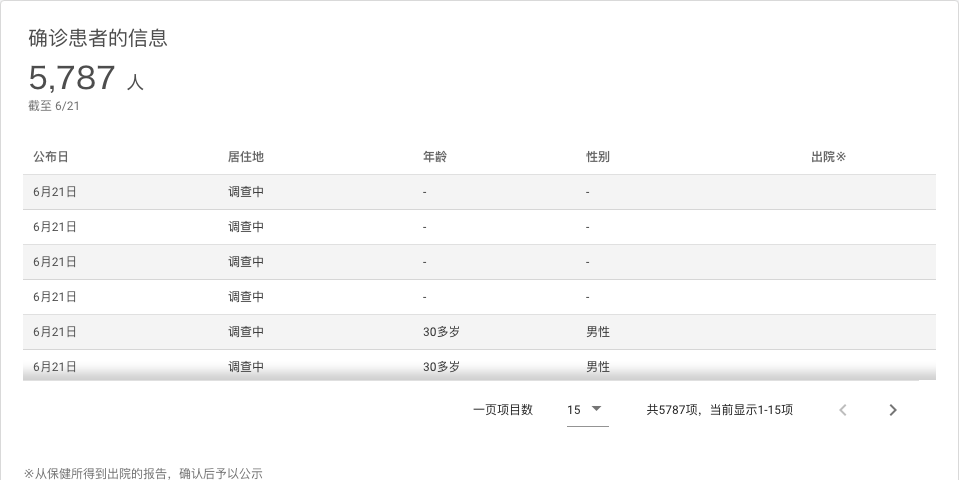 确诊患者的信息
5,787 人
截至 6/21
公布日 居住地 年龄 性别 出院※
6月21日 调查中 - -
6月21日 调查中 - -
6月21日 调查中 - -
6月21日 调查中 - -
6月21日 调查中 30多岁 男性
6月21日 调查中 30多岁 男性
一页项目数 15 共5787项，当前显示1-15项
※从保健所得到出院的报告，确认后予以公示